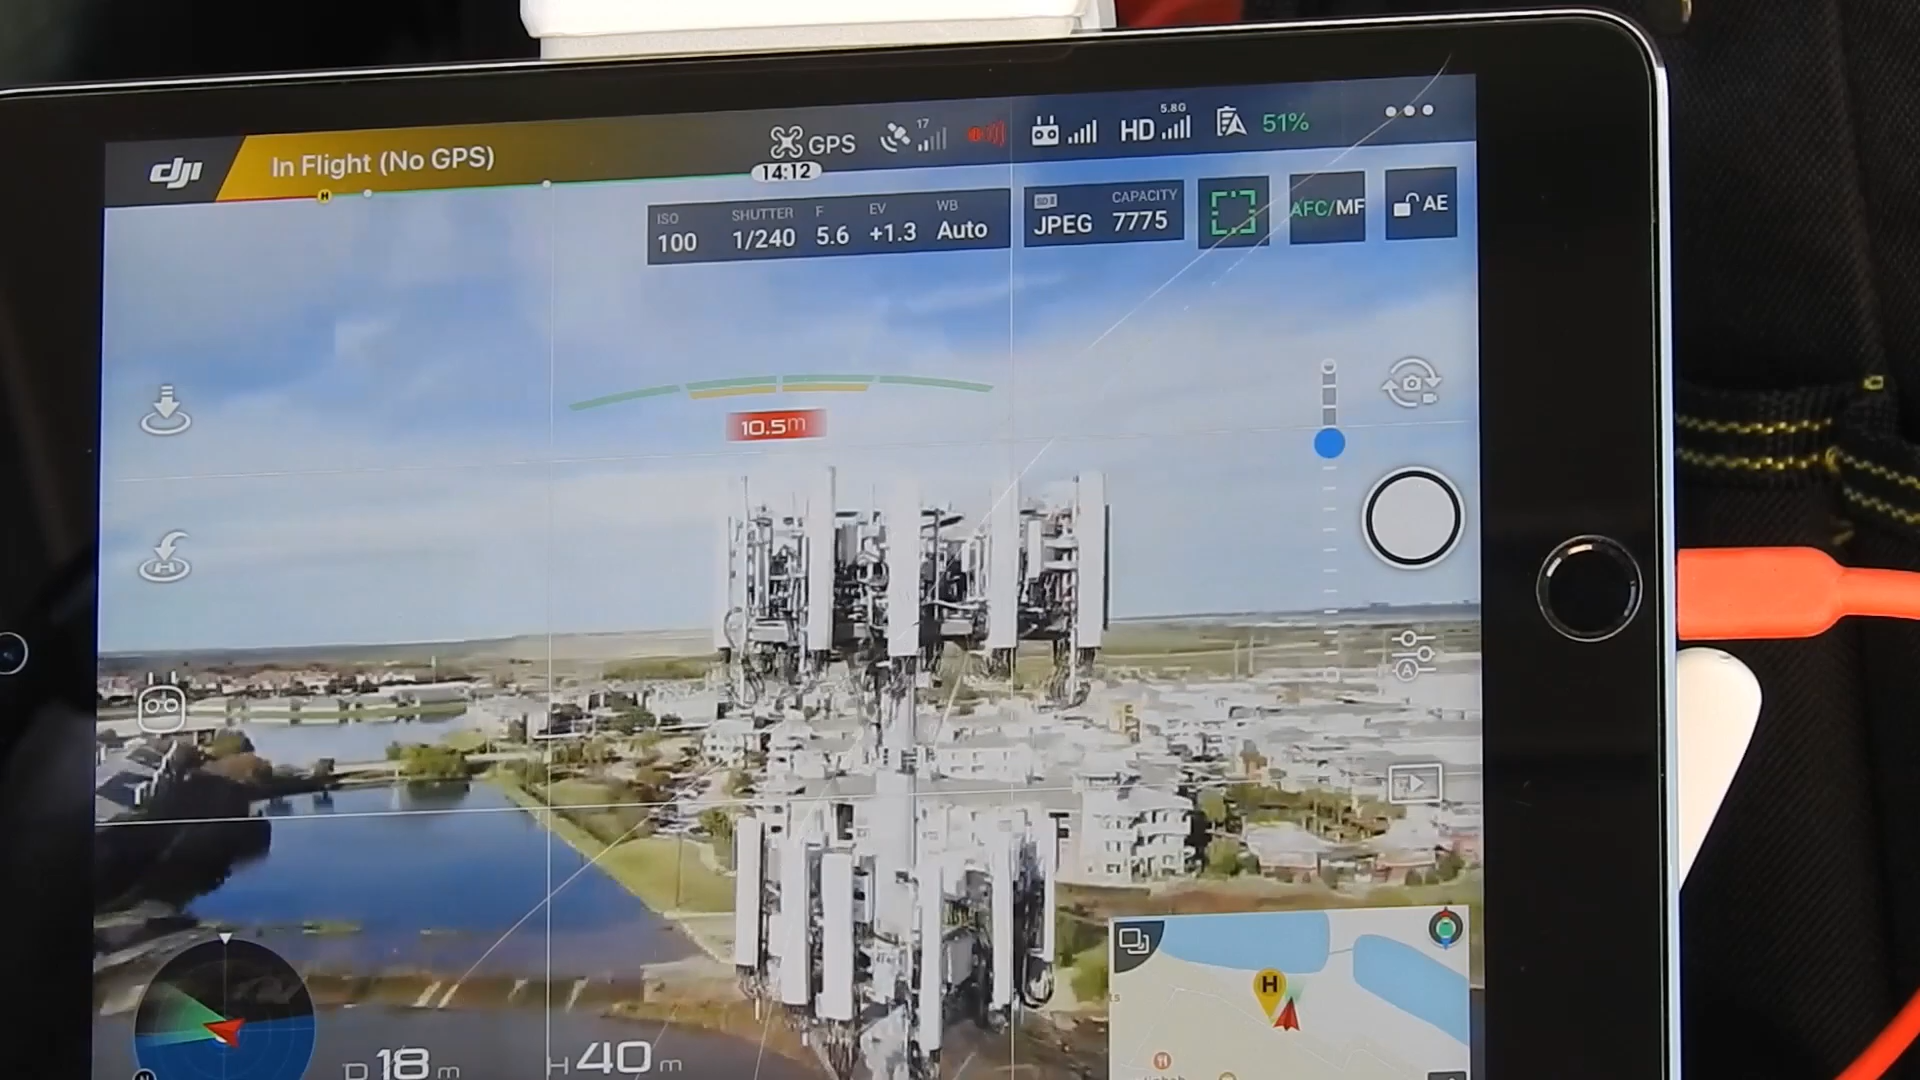 dji In Flight (No GPS) GPS 17 HD 5.8G 51%
14:12
ISO SHUTTER F EV WB
100 1/240 5.6 +1.3 Auto
CAPACITY
JPEG 7775
AFC/MF
AE
10.5m
A
H
H
D 18 m H 40 m
N